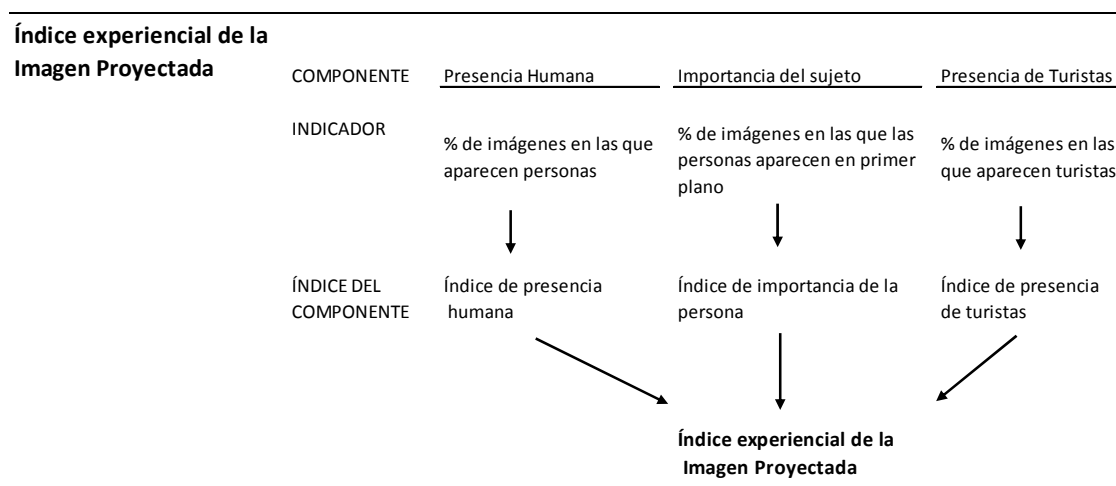 Índice experiencial de la
Imagen Proyectada
COMPONENTE Presencia Humana Importancia del sujeto Presencia de Turistas
INDICADOR
% de imágenes en las que
aparecen personas
% de imágenes en las que las
personas aparecen en primer
plano
% de imágenes en las
que aparecen turistas
ÍNDICE DEL
COMPONENTE
Índice de presencia
humana
Índice de importancia de la
persona
Índice de presencia
de turistas
Índice experiencial de la
Imagen Proyectada